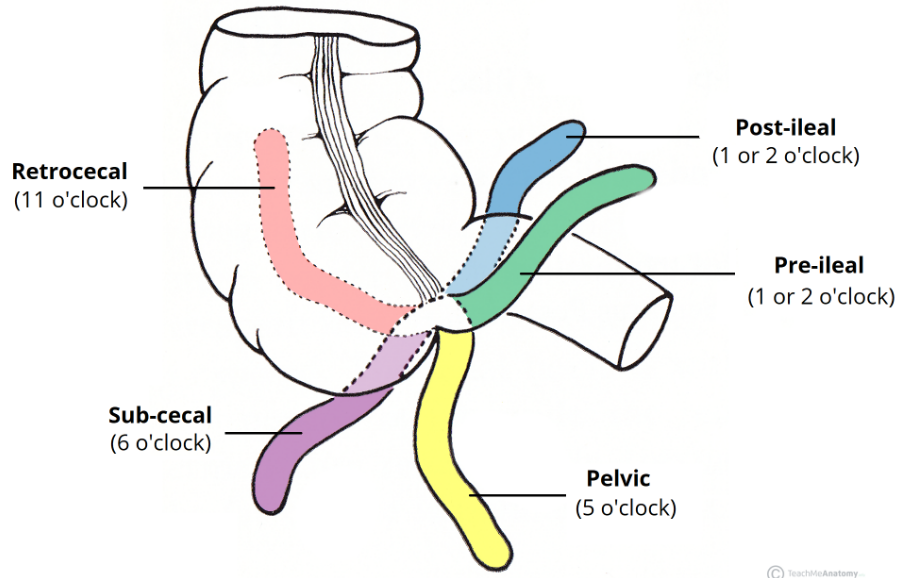 Post-ileal
(1 or 2 o'clock)
Retrocecal
(11 o'clock)
Pre-ileal
(1 or 2 o'clock)
Sub-cecal
(6 o'clock)
Pelvic
(5 o'clock)
© TeachMeAnatomy